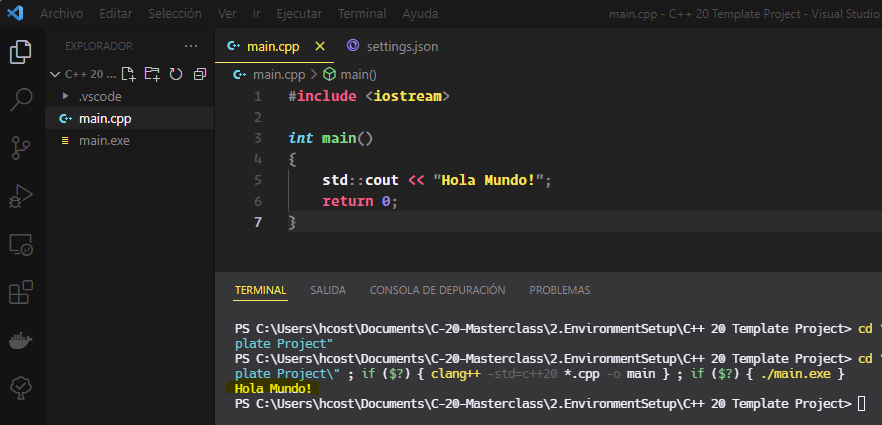 Archivo Editar Selección Ver Ir Ejecutar Terminal Ayuda main.cpp - C++ 20 Template Project - Visual Studio
EXPLORADOR ...
C++ 20 ...
.vscode
main.cpp
main.exe
main.cpp settings.json
main.cpp > main()
1 #include <iostream>
2
3 int main()
4 {
5 std::cout << "Hola Mundo!";
6 return 0;
7 }
TERMINAL SALIDA CONSOLA DE DEPURACIÓN PROBLEMAS
PS C:\Users\hcost\Documents\C-20-Masterclass\2.EnvironmentSetup\C++ 20 Template Project> cd "
plate Project"
PS C:\Users\hcost\Documents\C-20-Masterclass\2.EnvironmentSetup\C++ 20 Template Project> cd "
plate Project\" ; if ($?) { clang++ -std=c++20 *.cpp -o main } ; if ($?) { ./main.exe }
Hola Mundo!
PS C:\Users\hcost\Documents\C-20-Masterclass\2.EnvironmentSetup\C++ 20 Template Project>